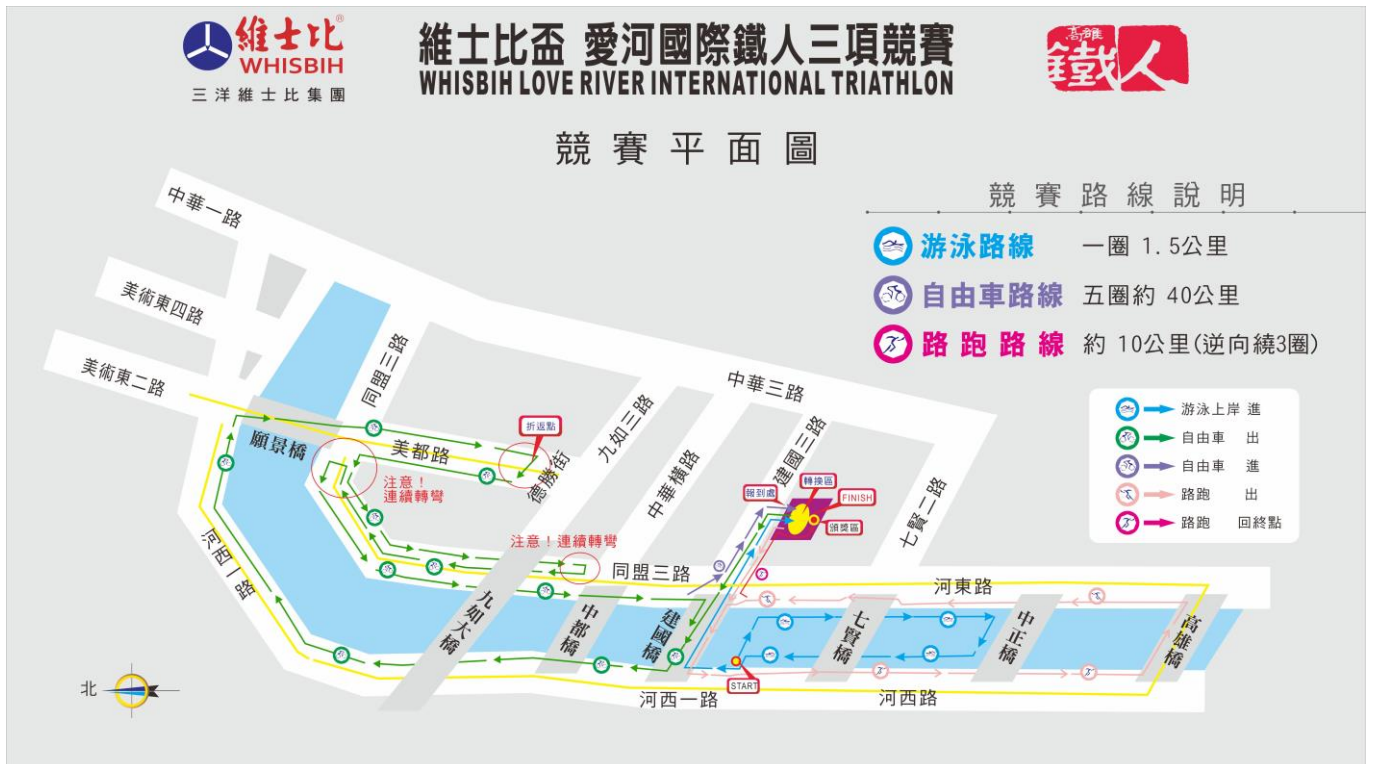 維士比®
WHISBIH
三洋維士比集團
維士比盃 愛河國際鐵人三項競賽
WHISBIH LOVE RIVER INTERNATIONAL TRIATHLON
高雄
鐵人
競賽平面圖
競賽路線說明
游泳路線 一圈 1.5公里
自由車路線 五圈約 40公里
路跑路線 約 10公里(逆向繞3圈)
游泳上岸 進
自由車 出
自由車 進
路跑 出
路跑 回終點
中華一路
美術東四路
美術東二路
同盟三路
願景橋
美都路
折返點
德勝街
九如三路
中華橫路
中華三路
建國三路
七賢二路
報到處
轉換區
FINISH
頒獎區
注意!
連續轉彎
注意!連續轉彎
同盟三路
河東路
河西一路
九如大橋
中都橋
建國橋
七賢橋
中正橋
高雄橋
START
河西一路
河西路
北